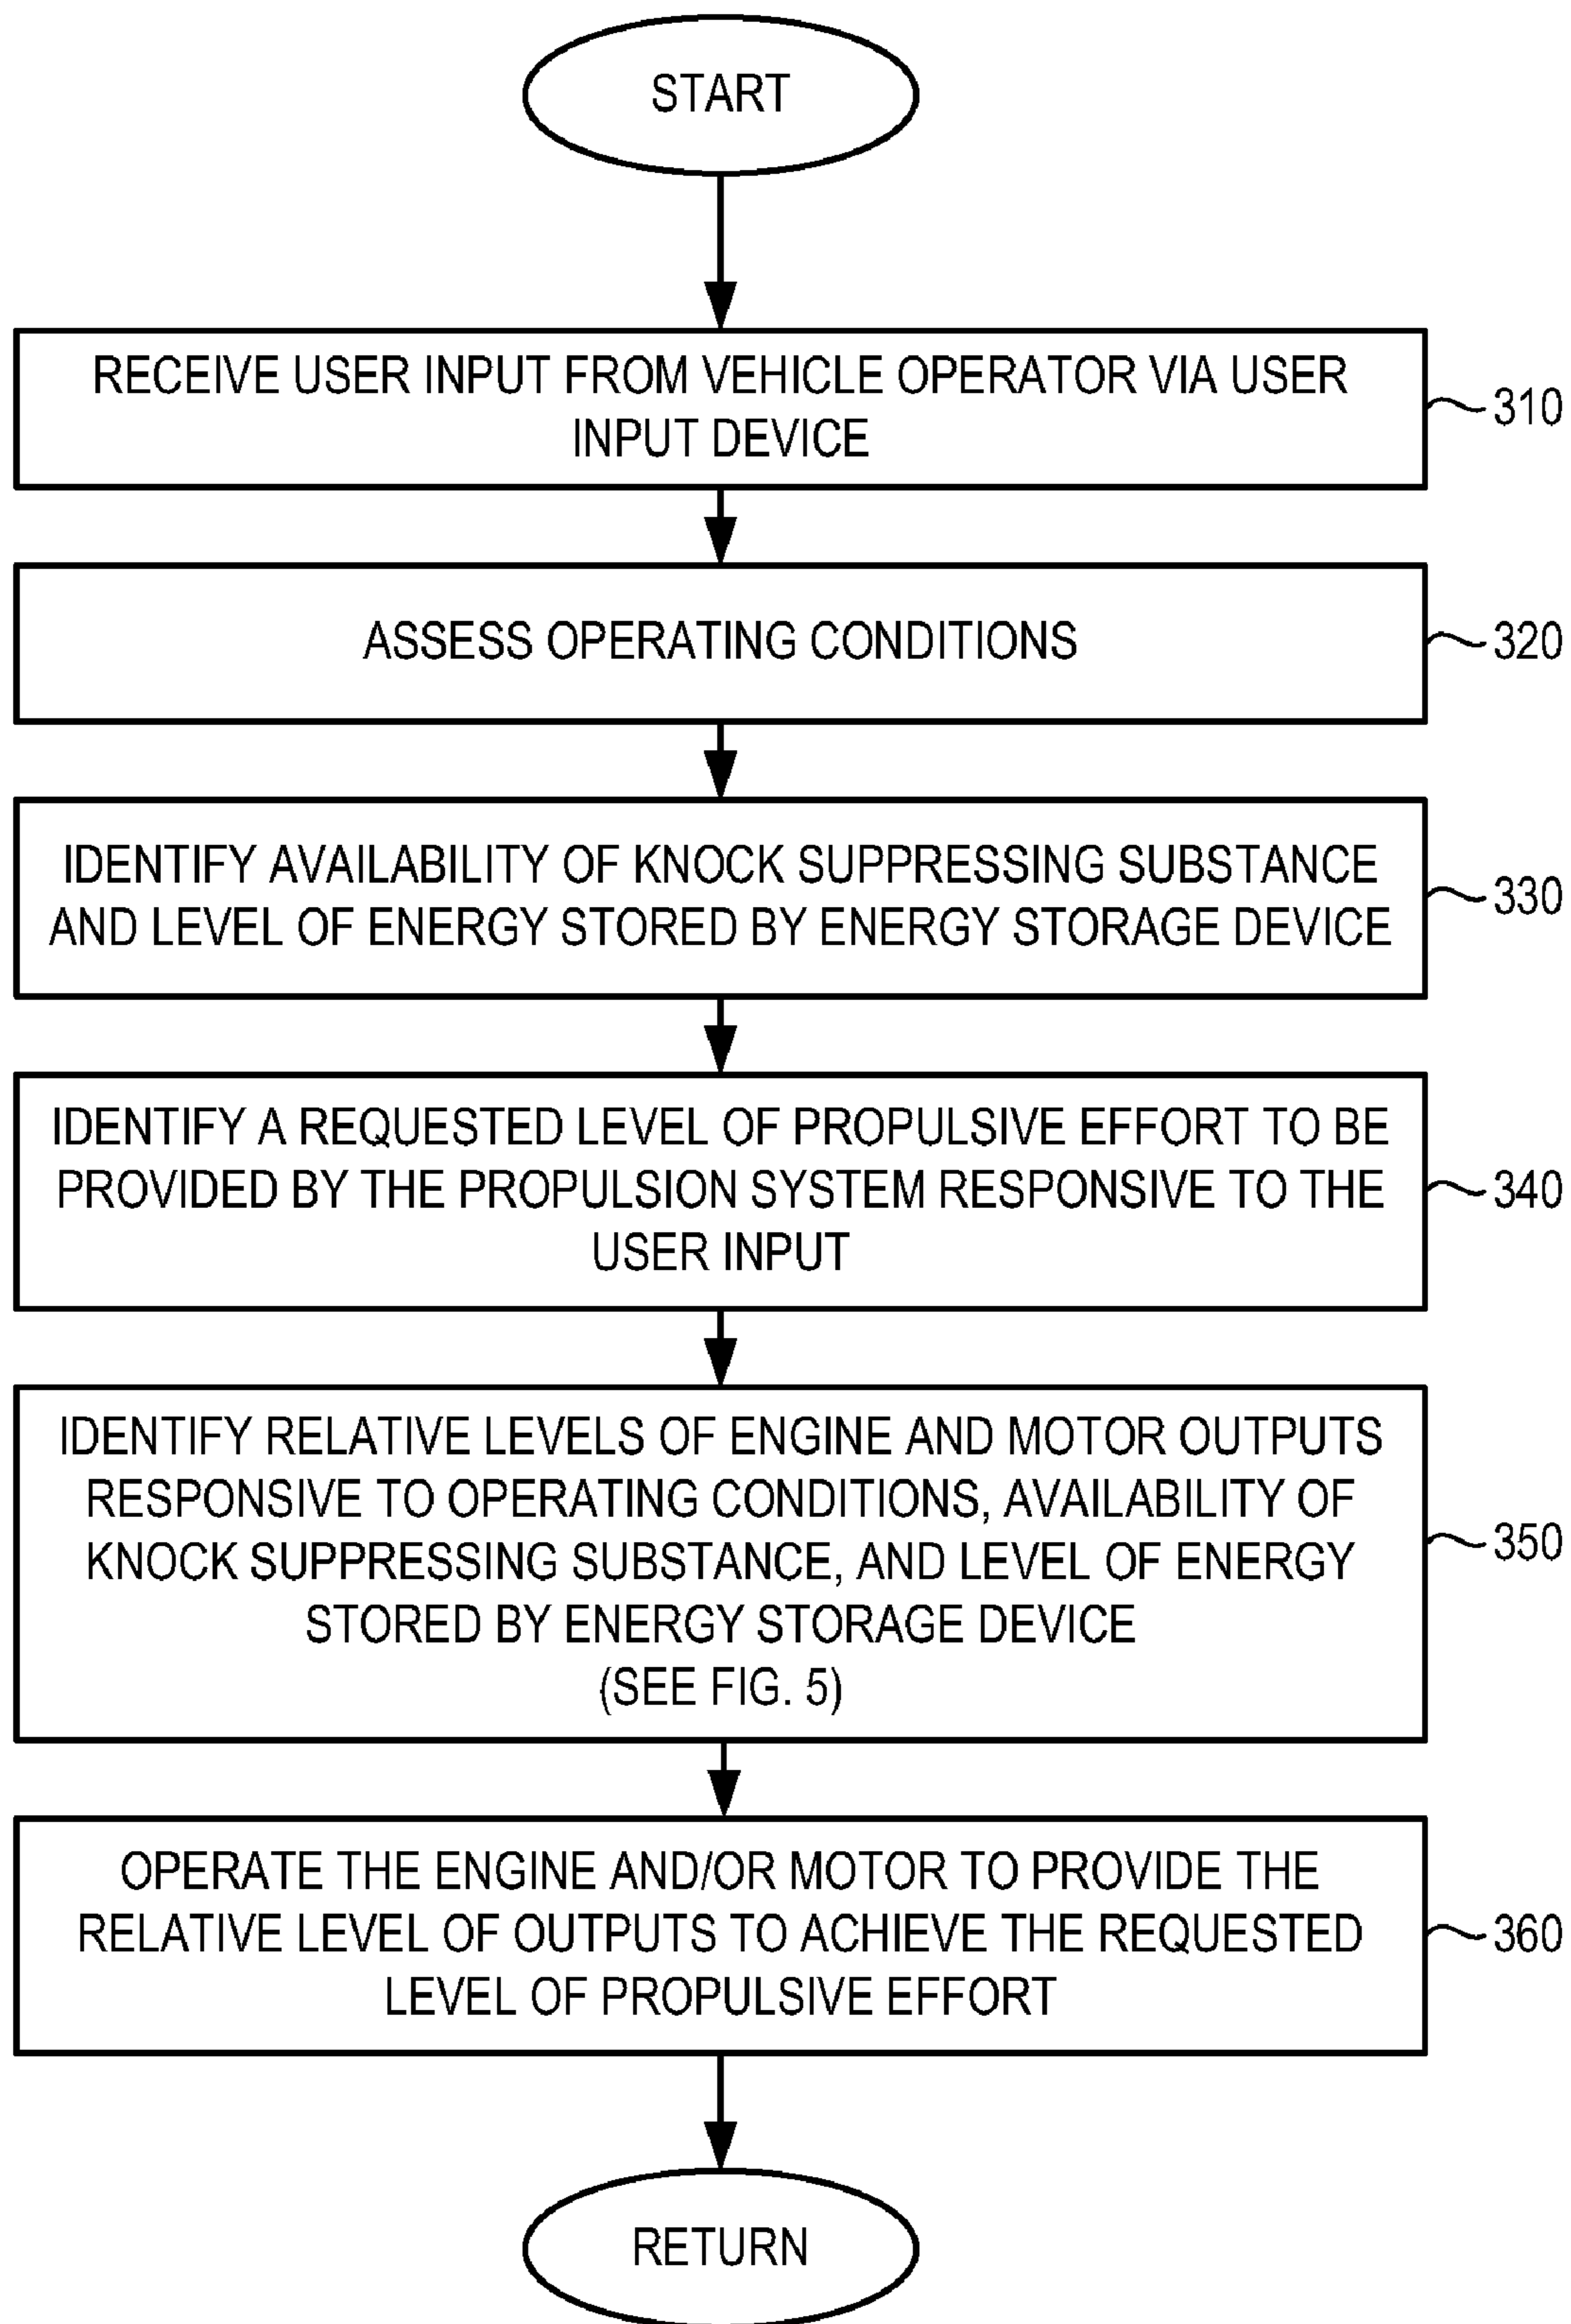 START
RECEIVE USER INPUT FROM VEHICLE OPERATOR VIA USER
INPUT DEVICE
310
ASSESS OPERATING CONDITIONS
320
IDENTIFY AVAILABILITY OF KNOCK SUPPRESSING SUBSTANCE
AND LEVEL OF ENERGY STORED BY ENERGY STORAGE DEVICE
330
IDENTIFY A REQUESTED LEVEL OF PROPULSIVE EFFORT TO BE
PROVIDED BY THE PROPULSION SYSTEM RESPONSIVE TO THE
USER INPUT
340
IDENTIFY RELATIVE LEVELS OF ENGINE AND MOTOR OUTPUTS
RESPONSIVE TO OPERATING CONDITIONS, AVAILABILITY OF
KNOCK SUPPRESSING SUBSTANCE, AND LEVEL OF ENERGY
STORED BY ENERGY STORAGE DEVICE
(SEE FIG. 5)
350
OPERATE THE ENGINE AND/OR MOTOR TO PROVIDE THE
RELATIVE LEVEL OF OUTPUTS TO ACHIEVE THE REQUESTED
LEVEL OF PROPULSIVE EFFORT
360
RETURN